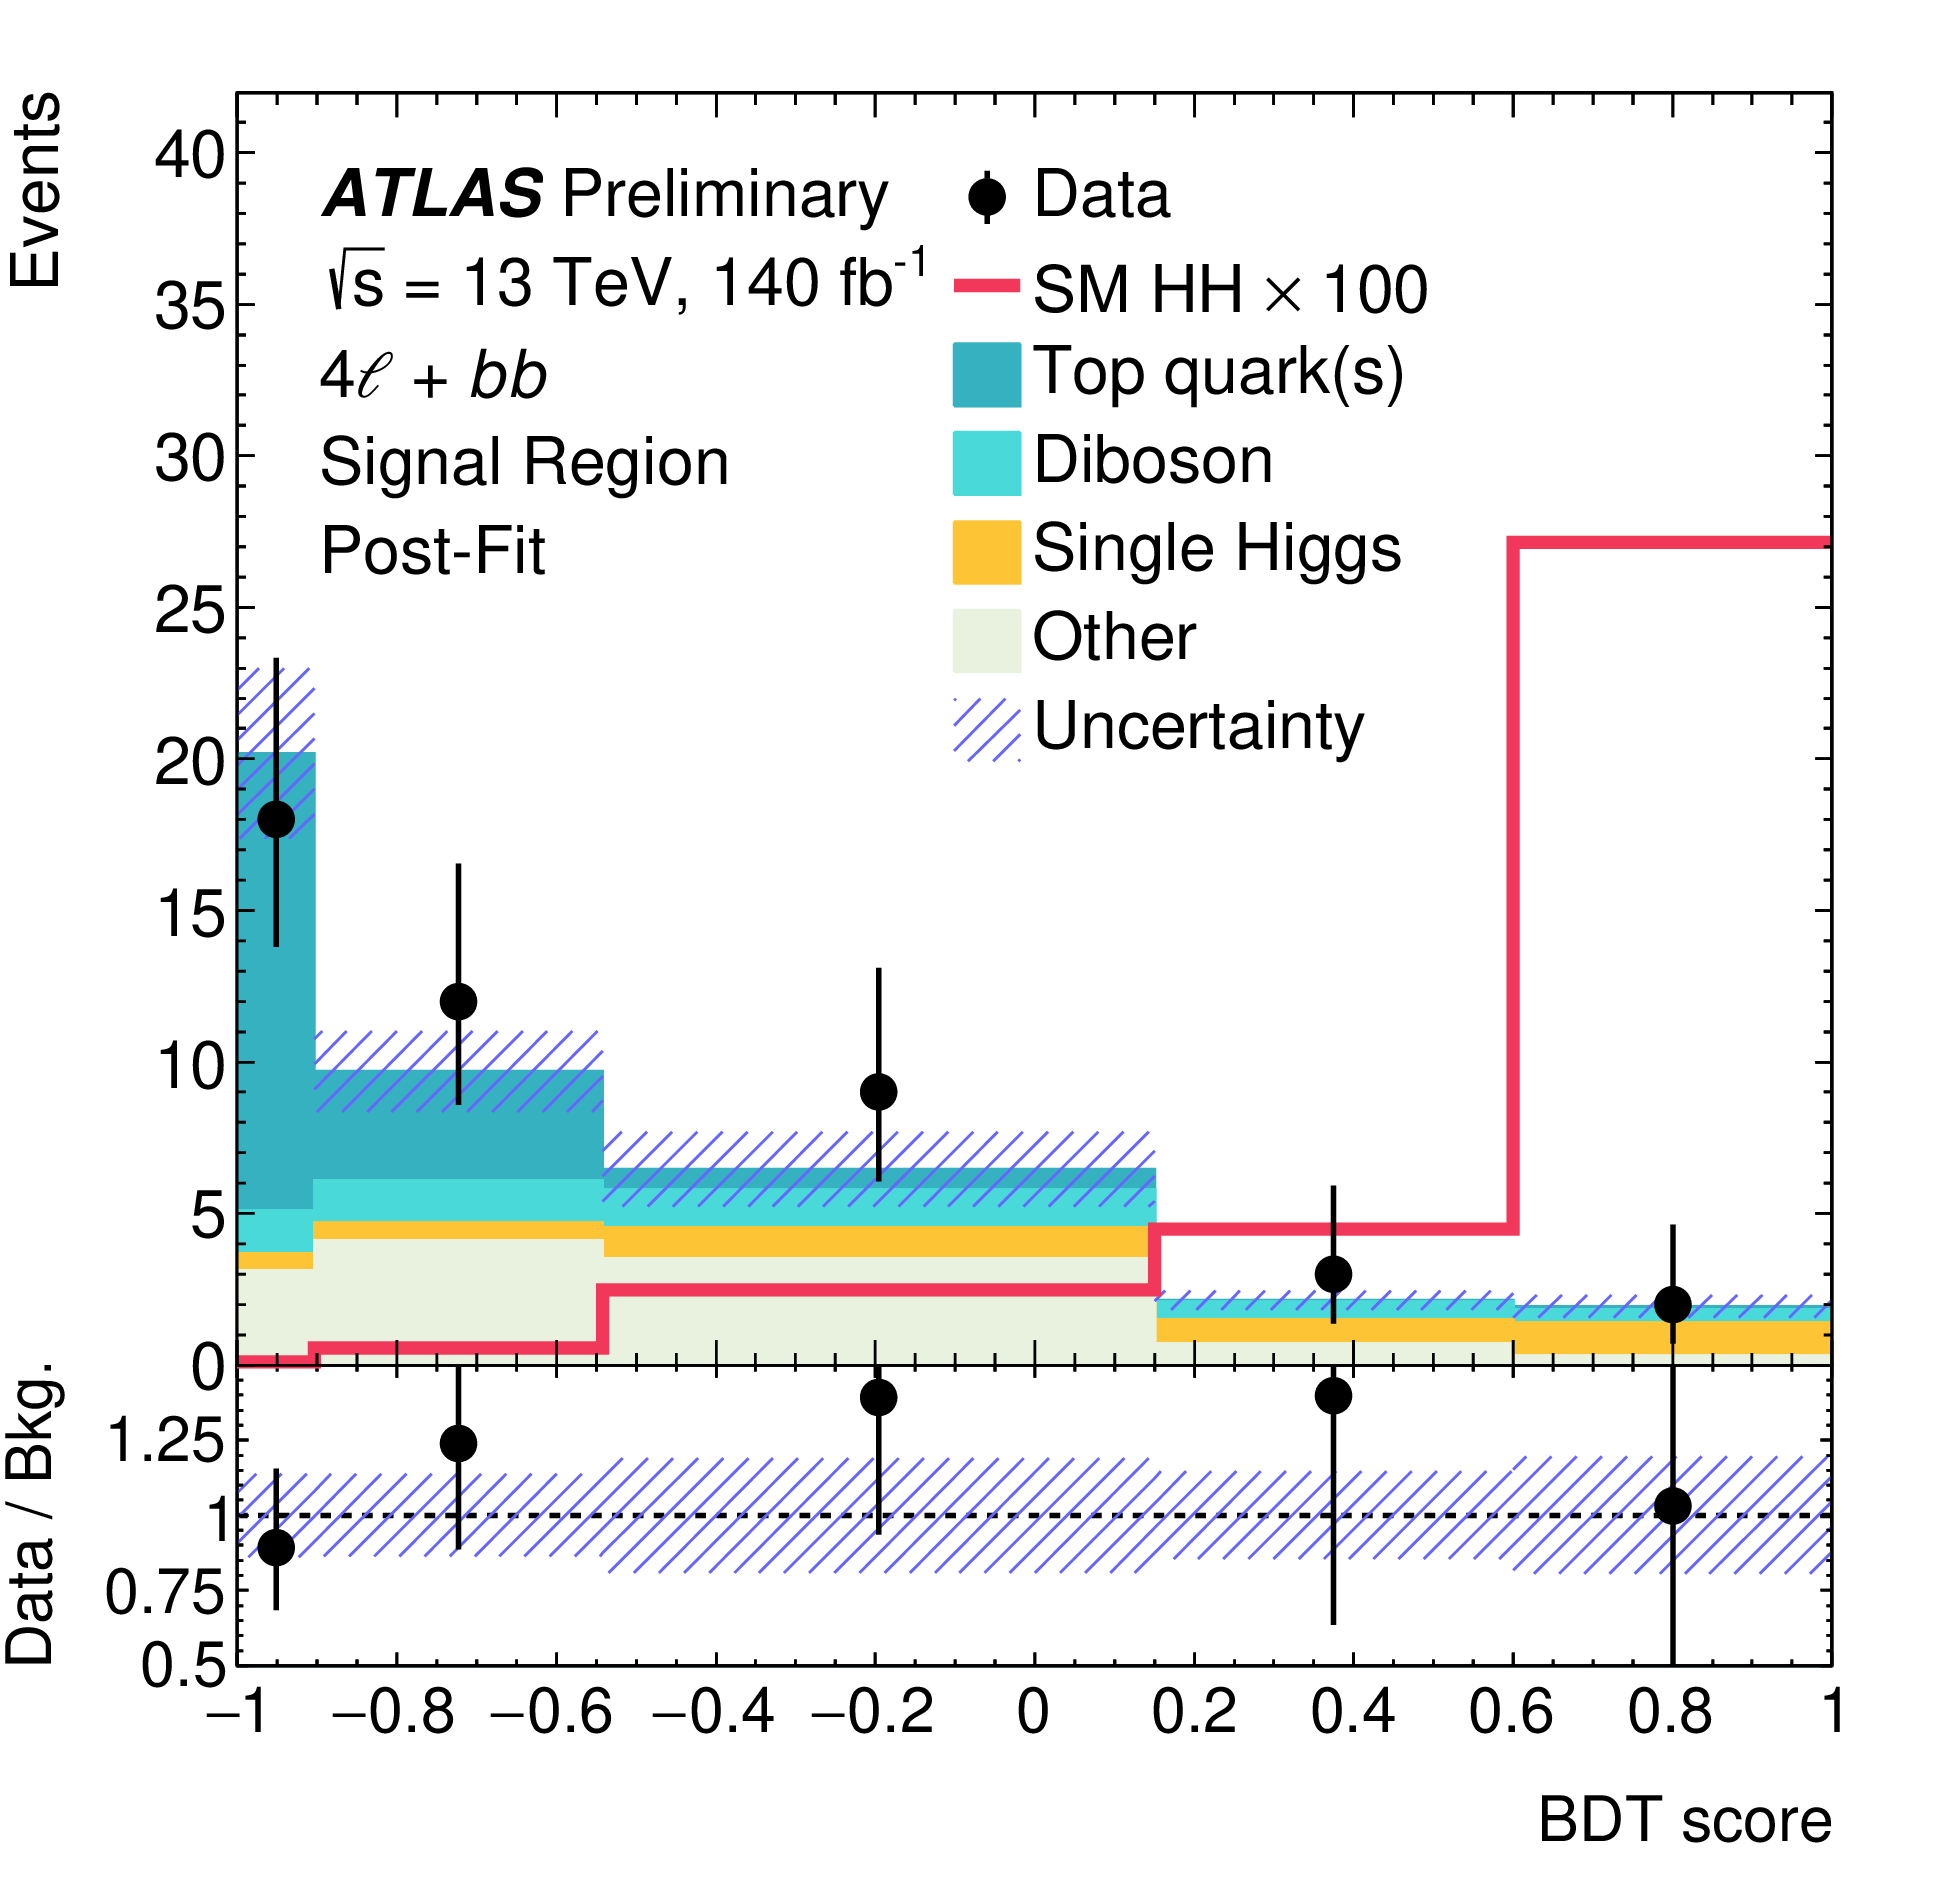 Events
40
35
30
25
20
15
10
5
0
ATLAS Preliminary
√s = 13 TeV, 140 fb⁻¹
4ℓ + bb
Signal Region
Post-Fit
Data
SM HH × 100
Top quark(s)
Diboson
Single Higgs
Other
Uncertainty
Data / Bkg.
1.25
1
0.75
0.5
−1 −0.8 −0.6 −0.4 −0.2 0 0.2 0.4 0.6 0.8 1
BDT score